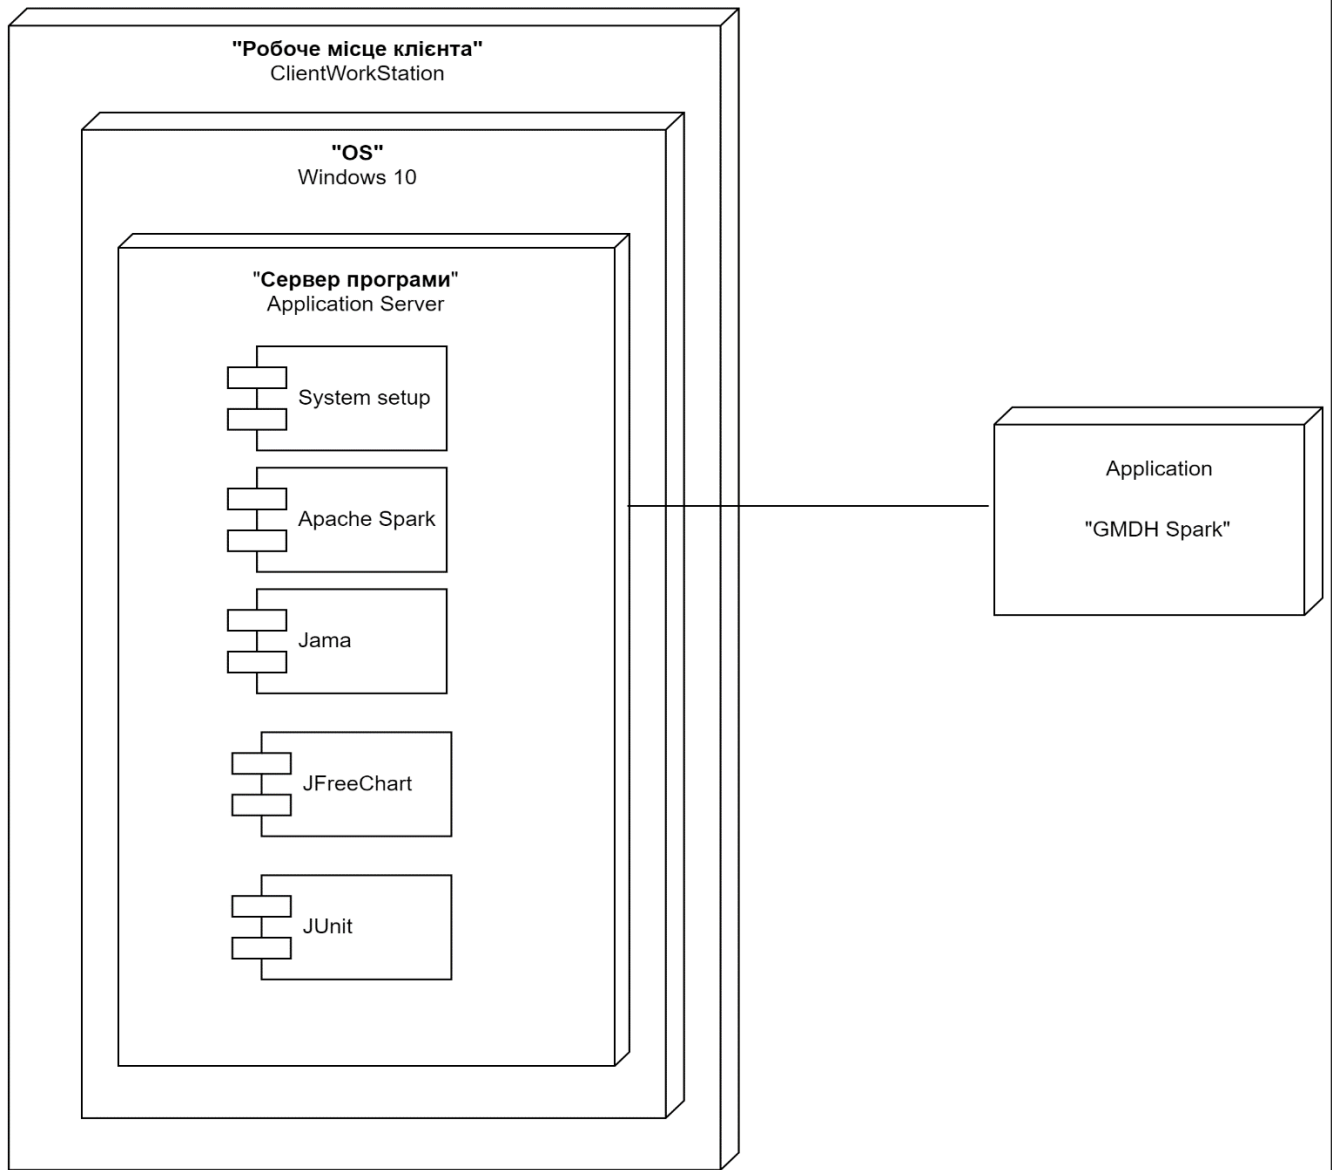 "Робоче місце клієнта"
ClientWorkStation
"OS"
Windows 10
"Сервер програми"
Application Server
System setup
Apache Spark
Jama
JFreeChart
JUnit
Application
"GMDH Spark"